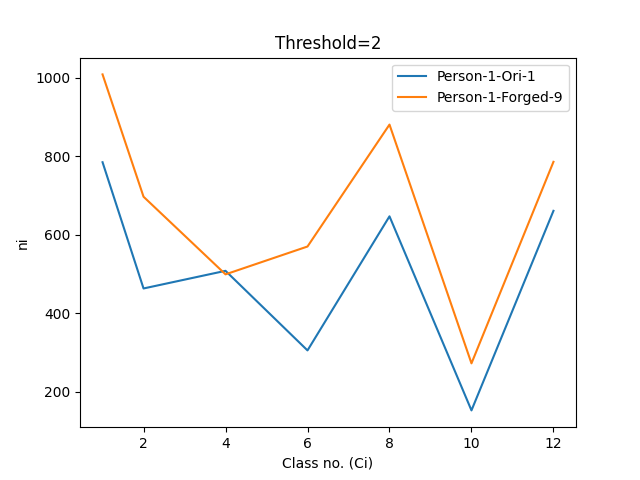 Threshold=2
Person-1-Ori-1
Person-1-Forged-9
1000
800
600
400
200
ni
2 4 6 8 10 12
Class no. (Ci)